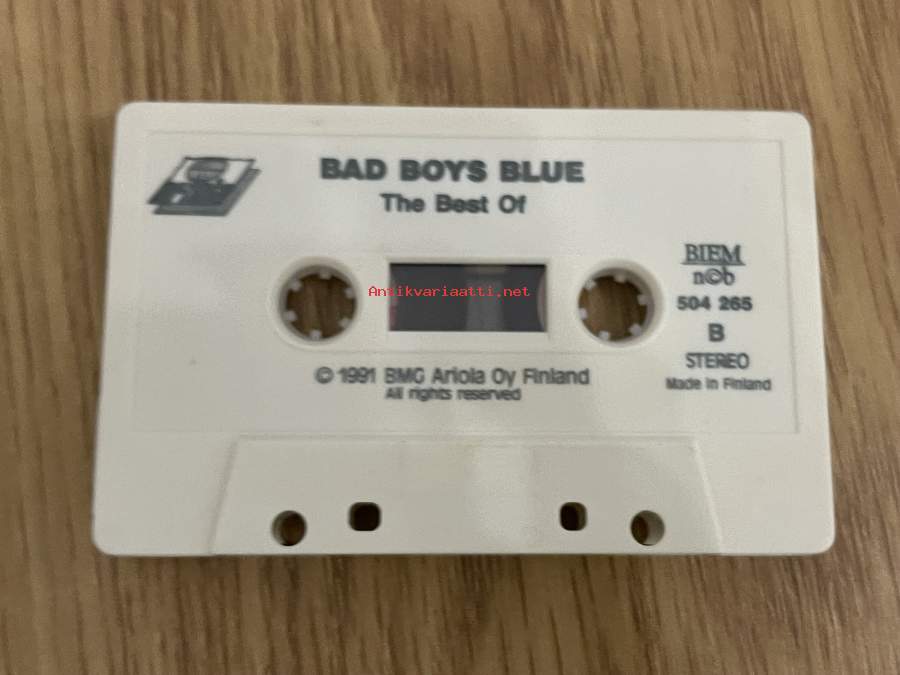 BAD BOYS BLUE
The Best Of
BIEM
n©b
504 265
B
STEREO
Made in Finland
Antikvariaatti.net
© 1991 BMG Ariola Oy Finland
All rights reserved